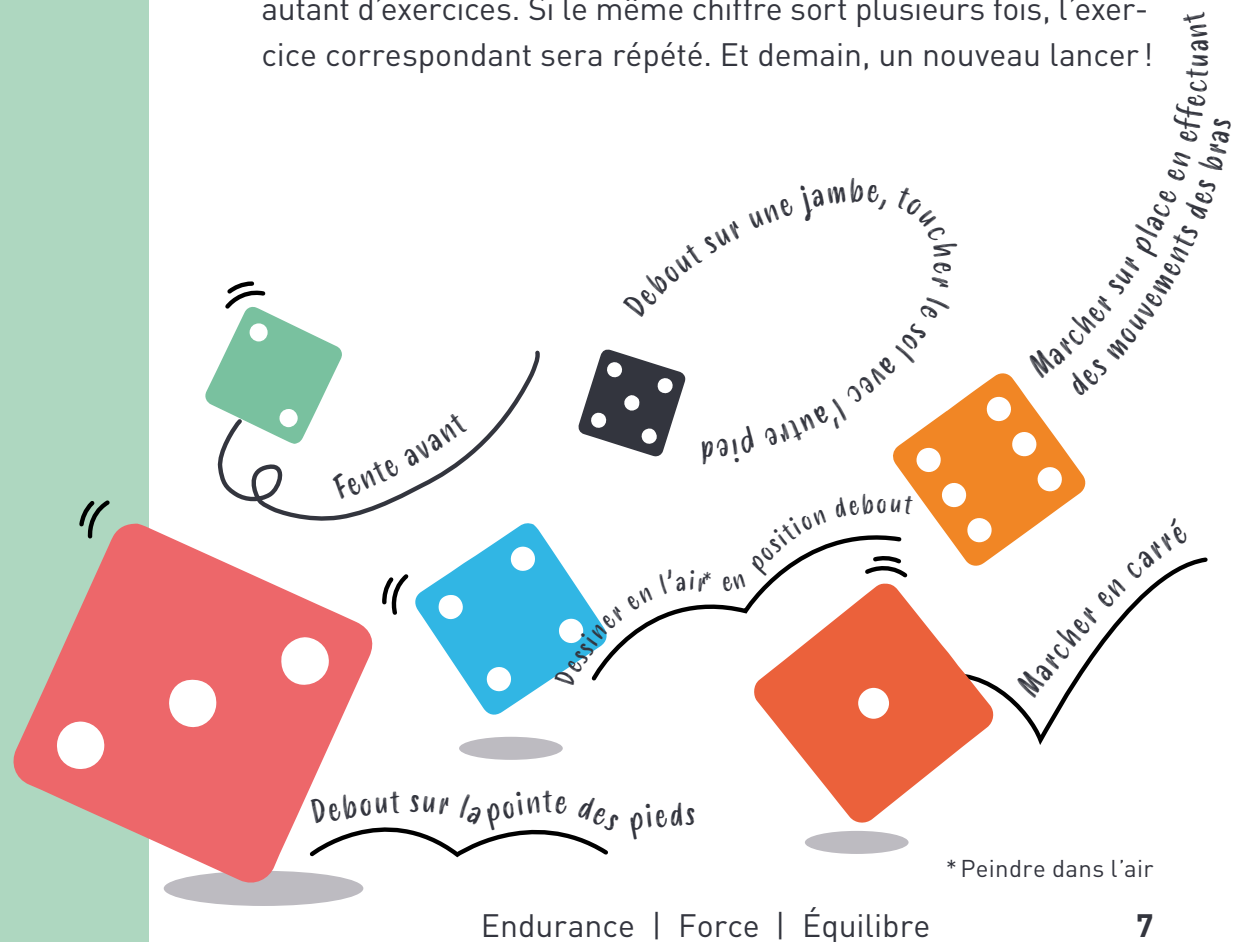 autant d'exercices. Si le même chiffre sort plusieurs fois, l'exer-
cice correspondant sera répété. Et demain, un nouveau lancer !
Marcher sur place en effectuant
des mouvements des bras
Debout sur une jambe, toucher le sol avec l'autre pied
Fente avant
Dessiner en l'air* en position debout
Marcher en carré
Debout sur la pointe des pieds
* Peindre dans l'air
Endurance | Force | Équilibre 7